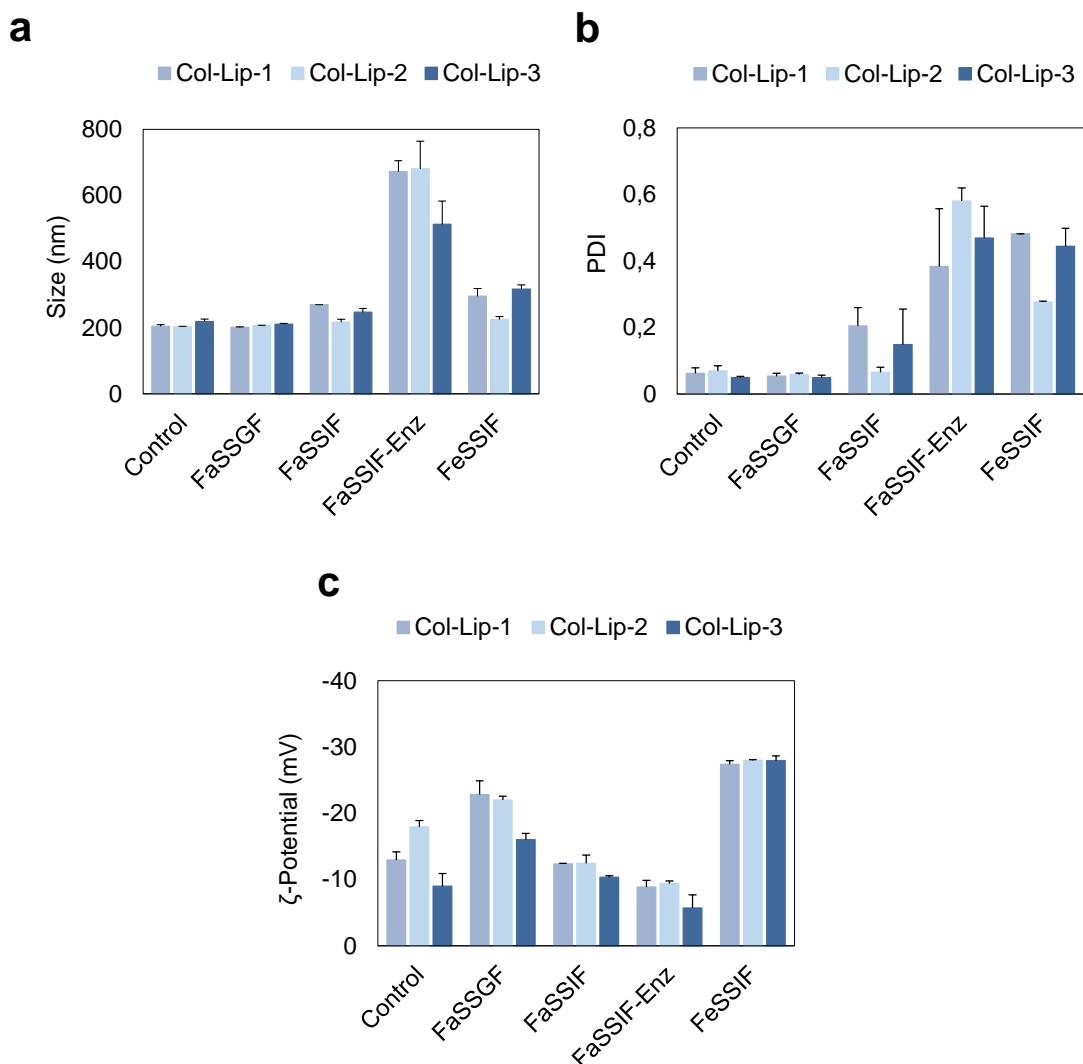 a
Col-Lip-1 Col-Lip-2 Col-Lip-3
800
600
400
200
0
Size (nm)
Control
FaSSGF
FaSSIF
FaSSIF-Enz
FeSSIF
b
Col-Lip-1 Col-Lip-2 Col-Lip-3
0,8
0,6
0,4
0,2
0
PDI
Control
FaSSGF
FaSSIF
FaSSIF-Enz
FeSSIF
c
Col-Lip-1 Col-Lip-2 Col-Lip-3
-40
-30
-20
-10
0
ζ-Potential (mV)
Control
FaSSGF
FaSSIF
FaSSIF-Enz
FeSSIF